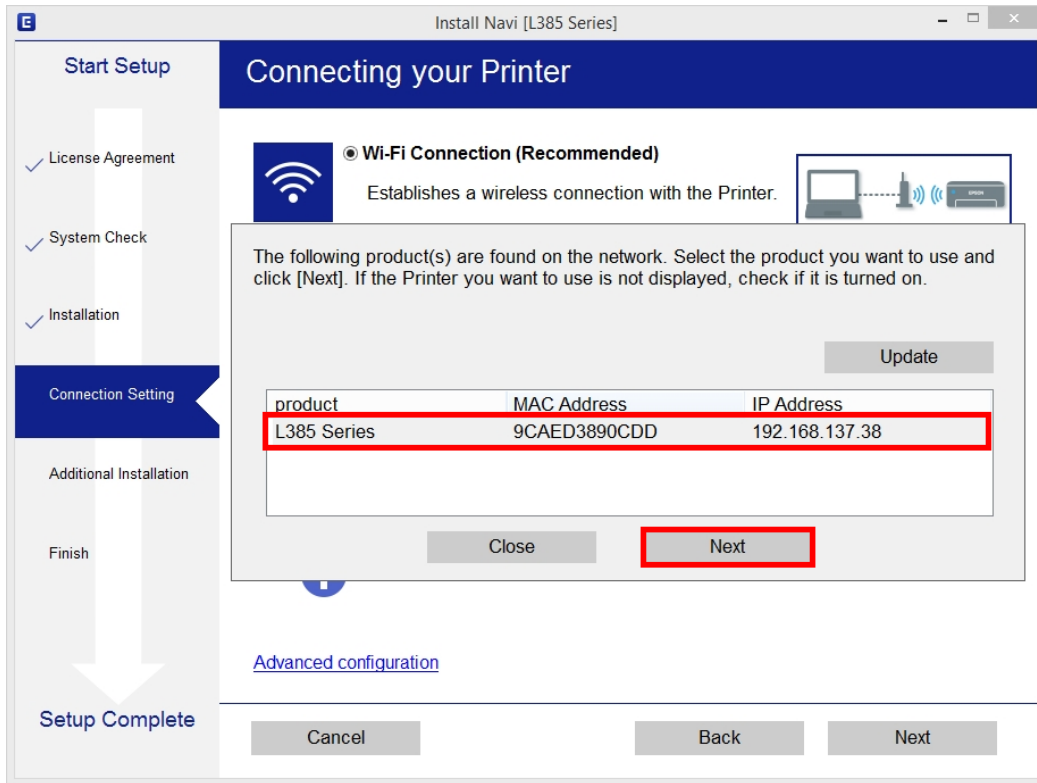 Install Navi [L385 Series]
Start Setup
License Agreement
System Check
Installation
Connection Setting
Additional Installation
Finish
Setup Complete
Connecting your Printer
Wi-Fi Connection (Recommended)
Establishes a wireless connection with the Printer.
EPSON
The following product(s) are found on the network. Select the product you want to use and
click [Next]. If the Printer you want to use is not displayed, check if it is turned on.
Update
product MAC Address IP Address
L385 Series 9CAED3890CDD 192.168.137.38
Close Next
Advanced configuration
Cancel Back Next